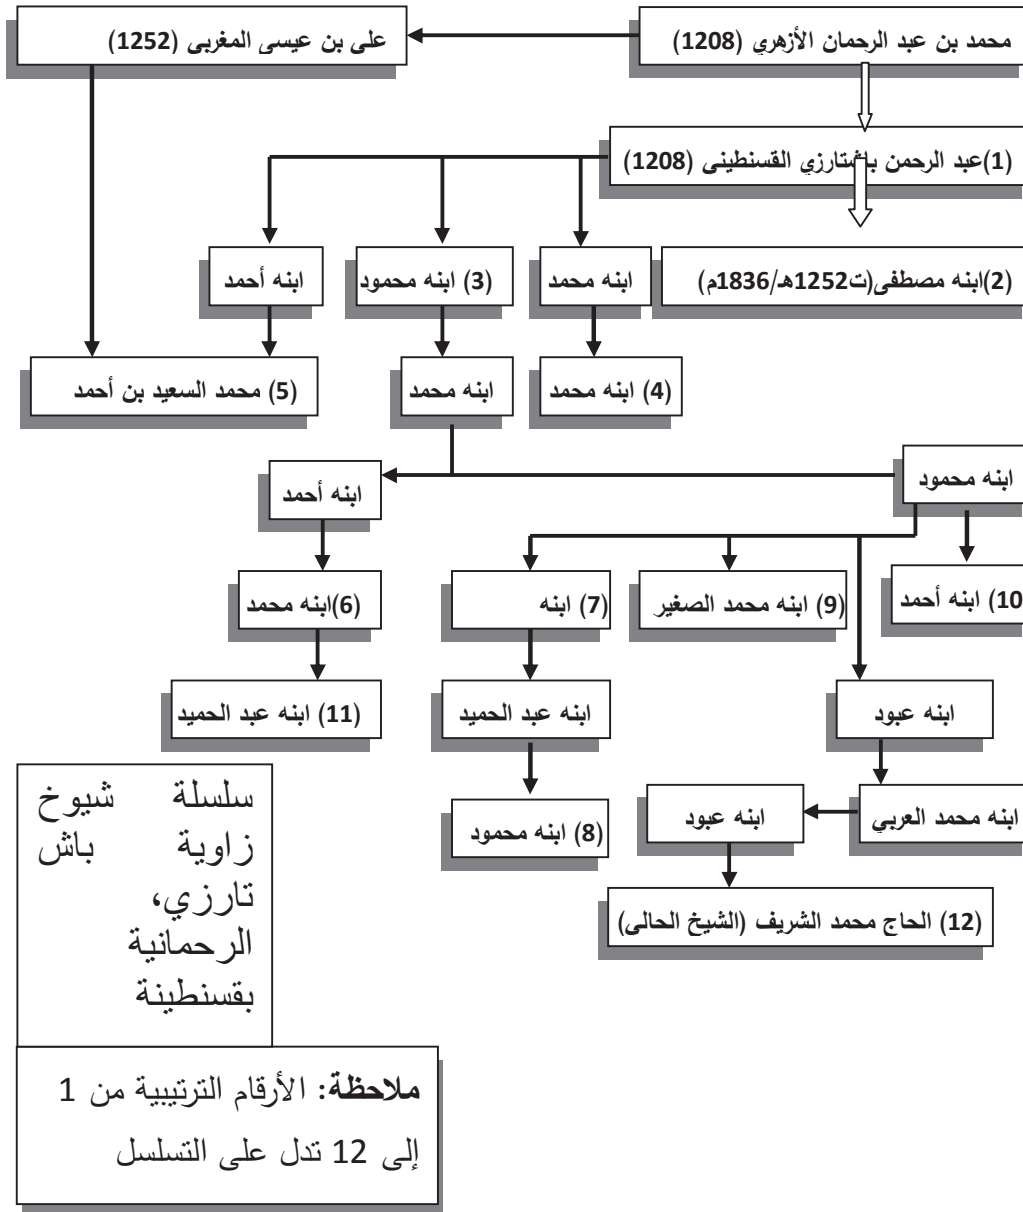 محمد بن عبد الرحمان الأزهري (1208)
على بن عيسى المغربى (1252)
(1)عبد الرحمن باشتارزي القسنطينى (1208)
(2)ابنه مصطفى(ت1252هـ/1836م)
ابنه محمد
(3) ابنه محمود
ابنه أحمد
(4) ابنه محمد
ابنه محمد
(5) محمد السعيد بن أحمد
ابنه محمود
ابنه أحمد
(10) ابنه أحمد
(9) ابنه محمد الصغير
(7) ابنه
(6)ابنه محمد
ابنه عبود
ابنه عبد الحميد
(11) ابنه عبد الحميد
ابنه محمد العربي
ابنه عبود
(8) ابنه محمود
(12) الحاج محمد الشريف (الشيخ الحالى)
سلسلة شيوخ
زاوية باش
تارزي،
الرحمانية
بقسنطينة
ملاحظة: الأرقام الترتيبية من 1
إلى 12 تدل على التسلسل